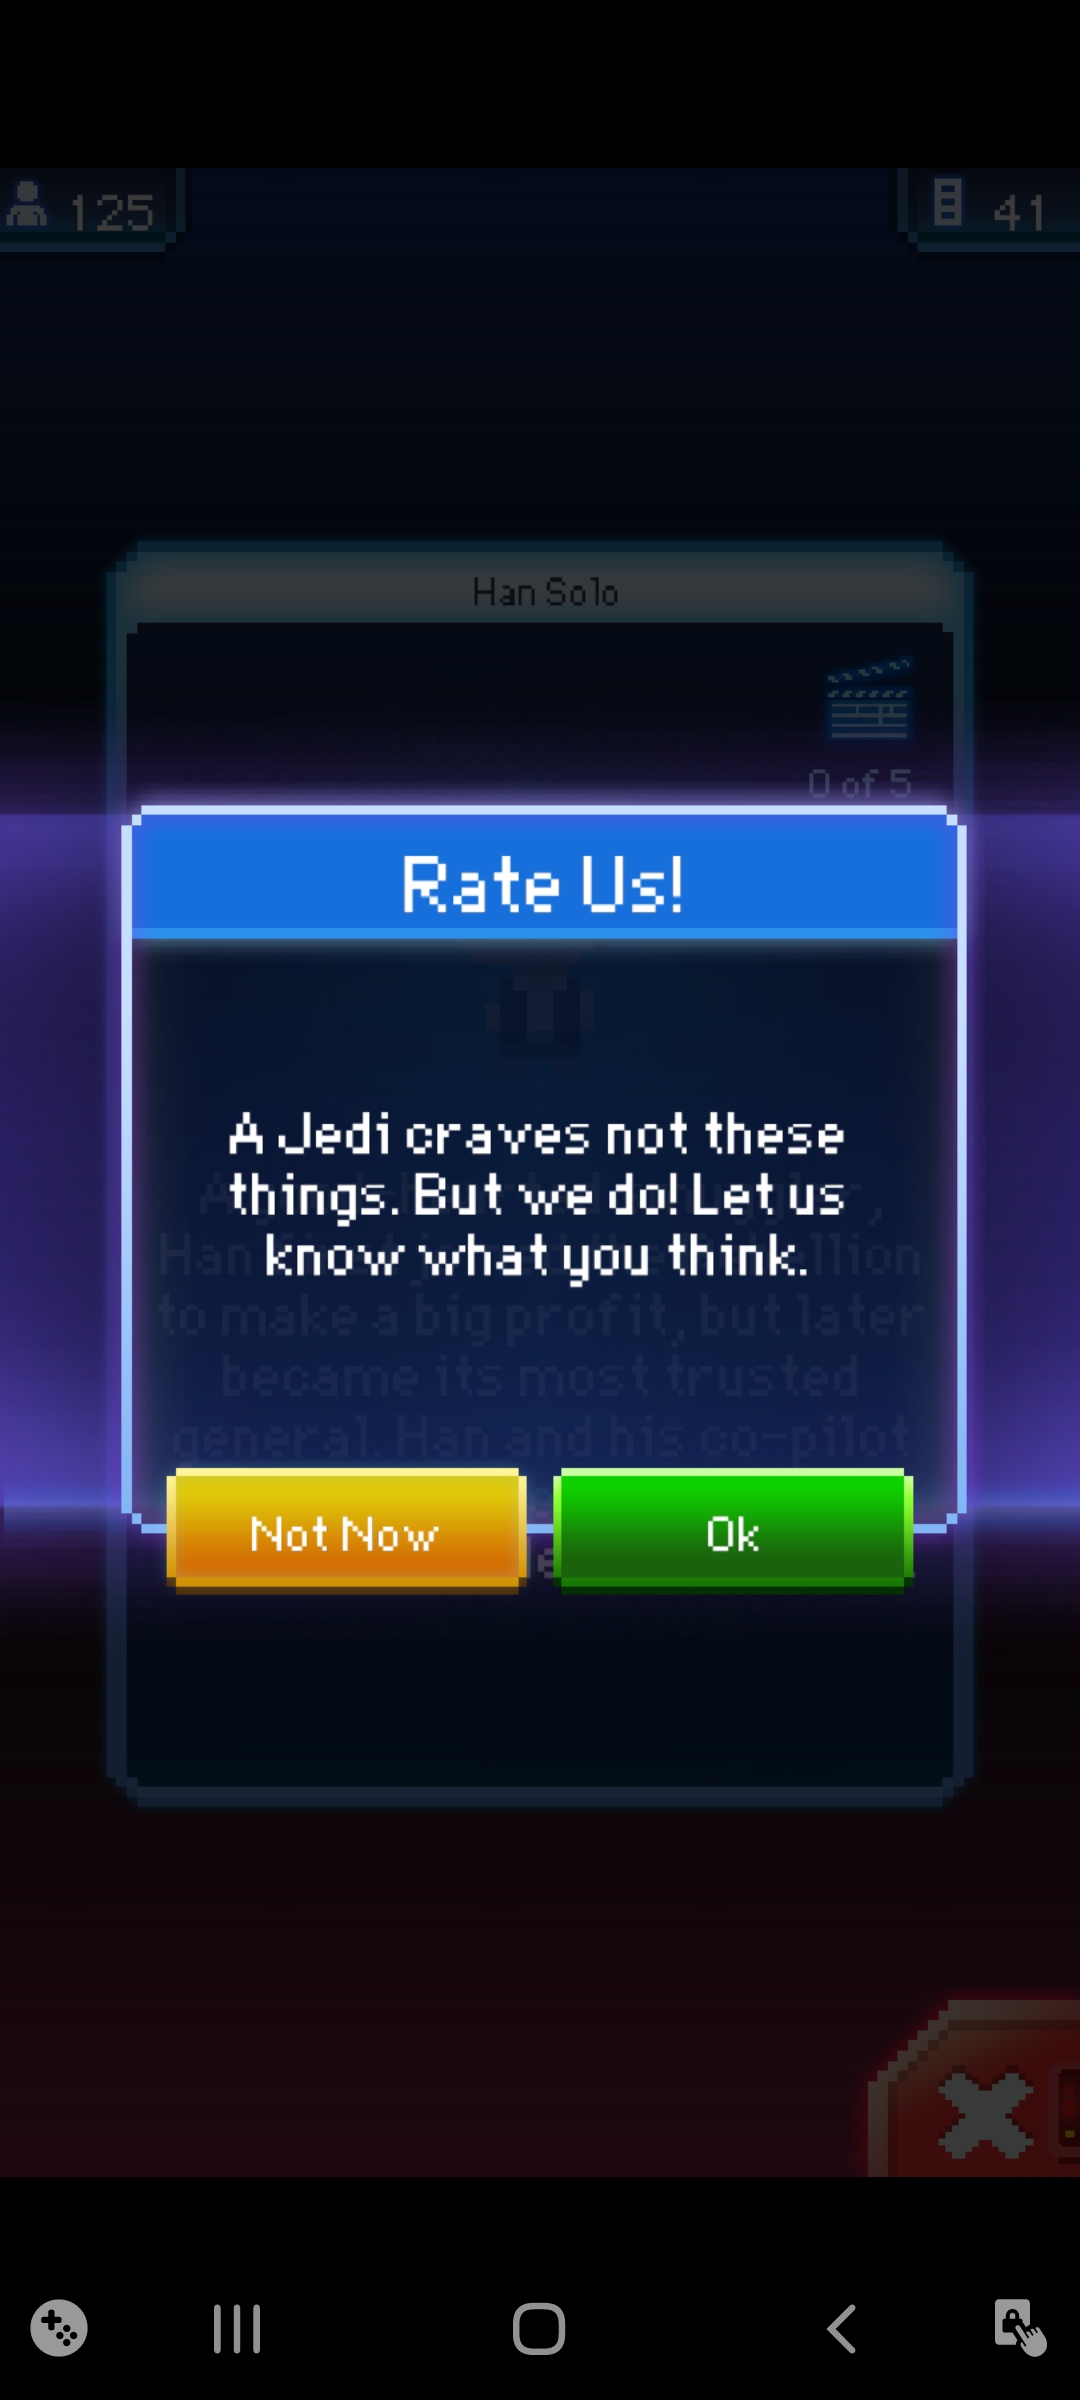 125
41
Han Solo
0 of 5
Rate Us!
A Jedi craves not these
things. But we do! Let us
know what you think.
Han
llion
to make a big profit, but later
became its most trusted
general. Han and his co-pilot
Not Now
Ok